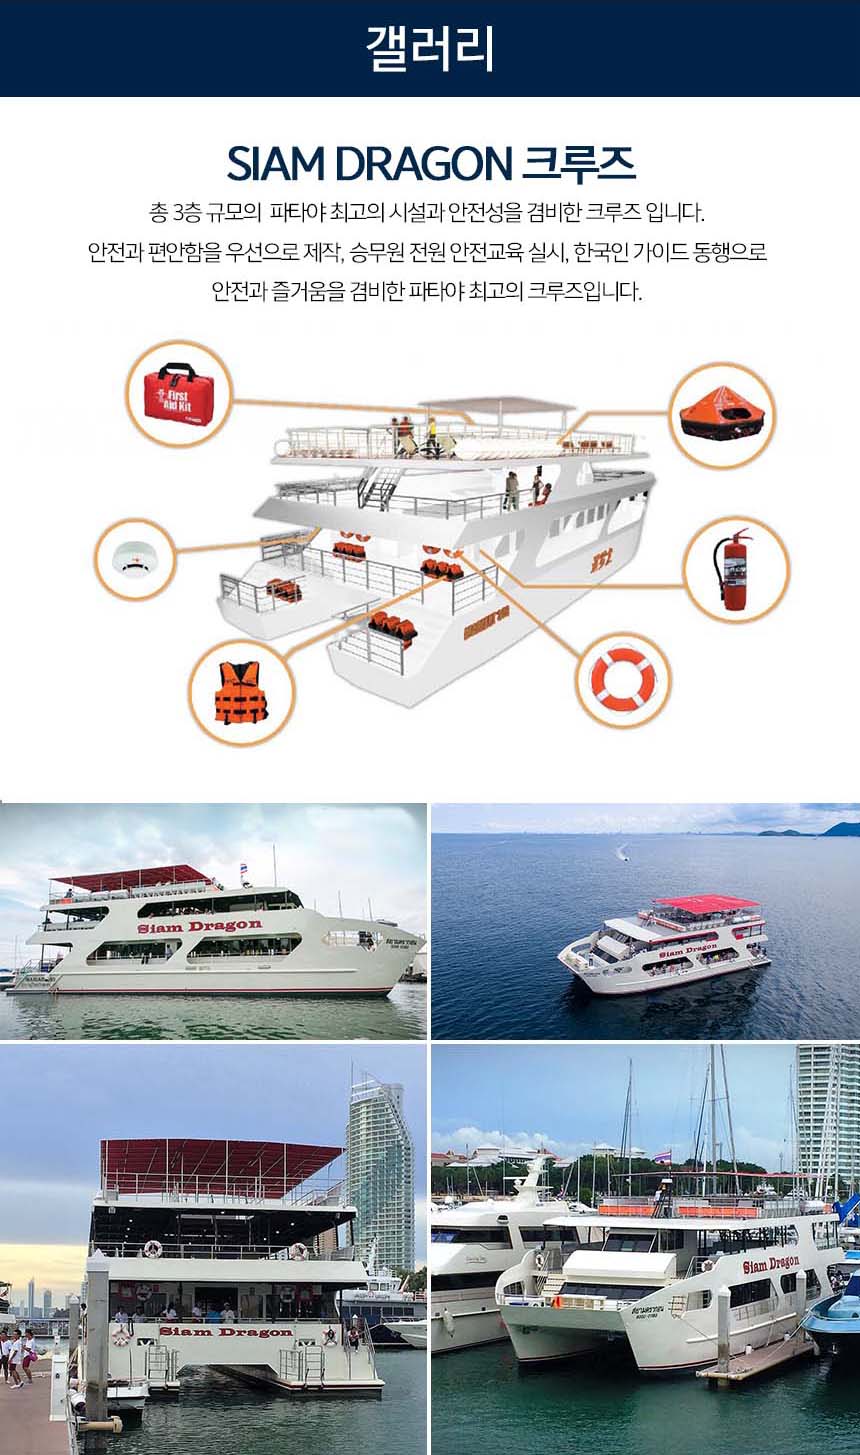 갤러리
SIAM DRAGON 크루즈
총 3층 규모의 파타야 최고의 시설과 안전성을 겸비한 크루즈 입니다.
안전과 편안함을 우선으로 제작, 승무원 전원 안전교육 실시, 한국인 가이드 동행으로
안전과 즐거움을 겸비한 파타야 최고의 크루즈입니다.
First
Aid Kit
Siam Dragon
Siam Dragon
Siam Dragon
Siam Dragon